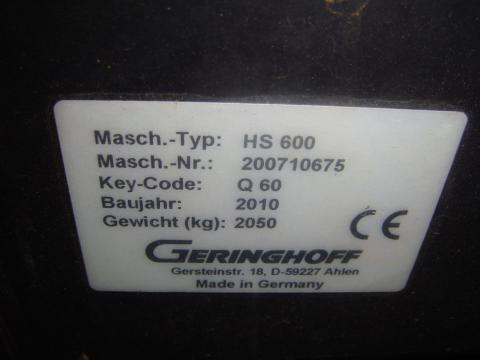 Masch.-Typ: HS 600
Masch.-Nr.: 200710675
Key-Code: Q 60
Baujahr: 2010
Gewicht (kg): 2050
CE
GERINGHOFF
Gersteinstr. 18, D-59227 Ahlen
Made in Germany